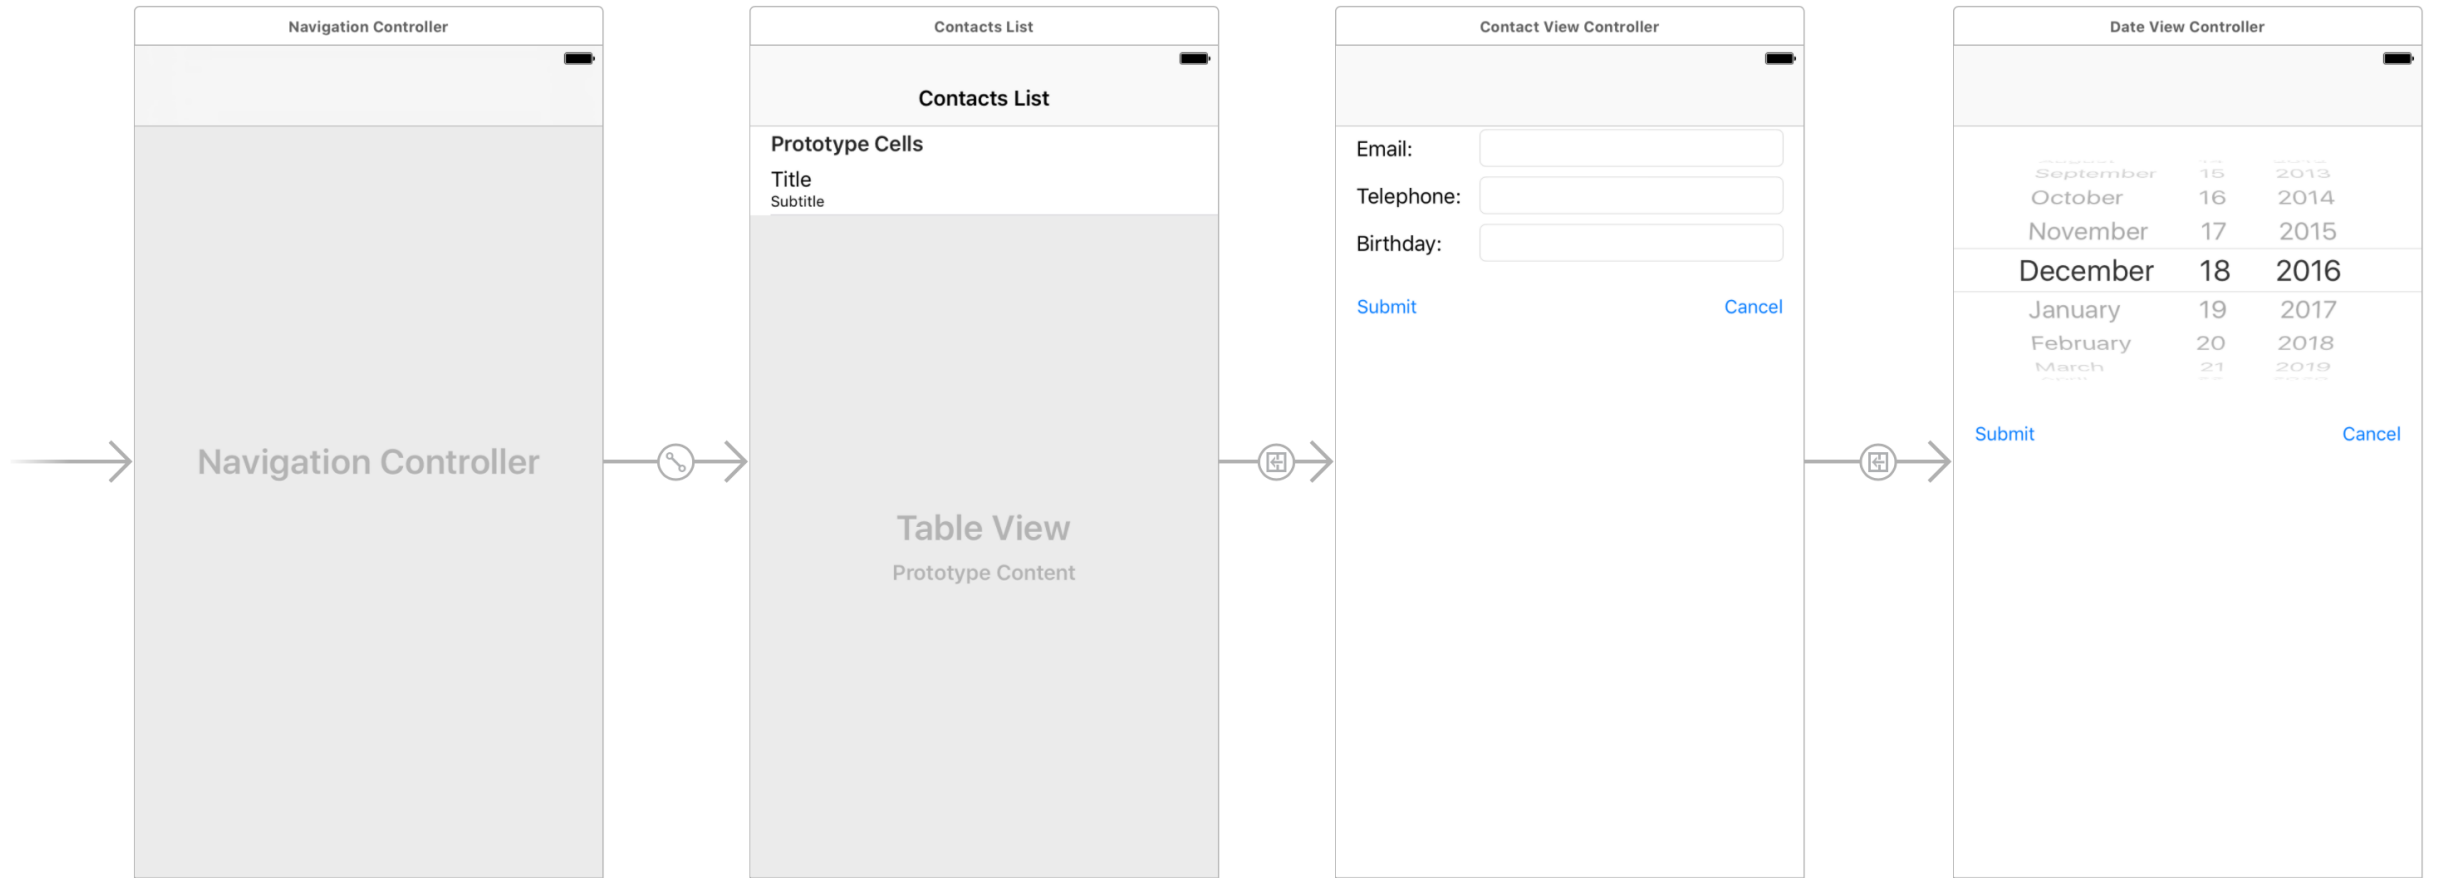 Navigation Controller
Navigation Controller
Contacts List
Contacts List
Prototype Cells
Title
Subtitle
Table View
Prototype Content
Contact View Controller
Email:
Telephone:
Birthday:
Submit Cancel
Date View Controller
September 15 2013
October 16 2014
November 17 2015
December 18 2016
January 19 2017
February 20 2018
March 21 2019
Submit Cancel